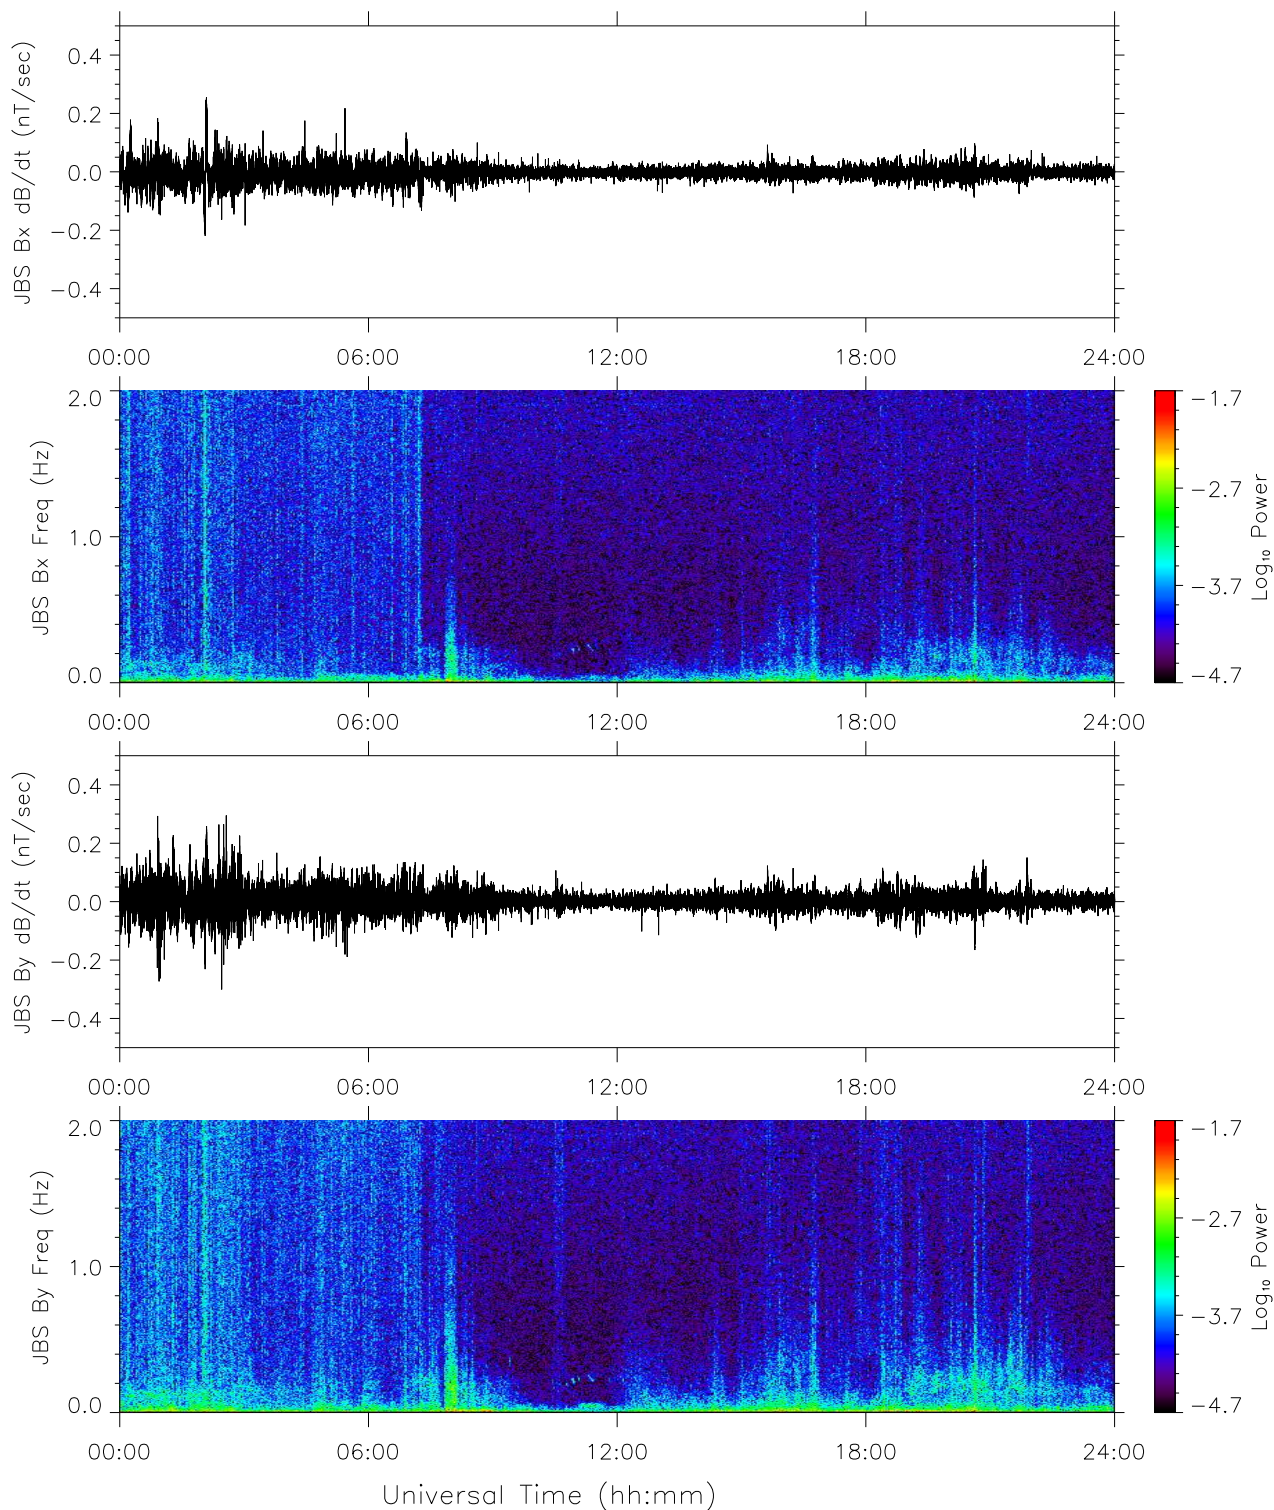 JBS Bx dB/dt (nT/sec)
0.4
0.2
0.0
−0.2
−0.4
00:00 06:00 12:00 18:00 24:00
JBS Bx Freq (Hz)
2.0
1.0
0.0
00:00 06:00 12:00 18:00 24:00
−1.7
−2.7
−3.7
−4.7
Log₁₀ Power
JBS By dB/dt (nT/sec)
0.4
0.2
0.0
−0.2
−0.4
00:00 06:00 12:00 18:00 24:00
JBS By Freq (Hz)
2.0
1.0
0.0
00:00 06:00 12:00 18:00 24:00
−1.7
−2.7
−3.7
−4.7
Log₁₀ Power
Universal Time (hh:mm)